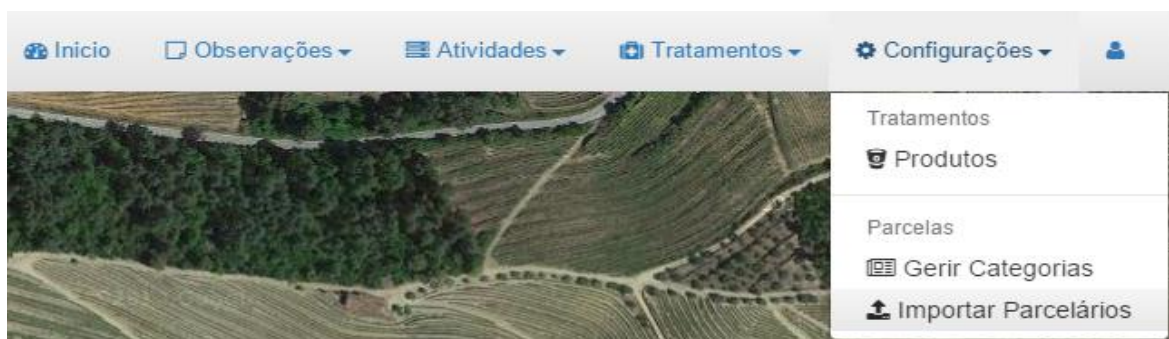 Inicio Observações Atividades Tratamentos Configurações
Tratamentos
Produtos
Parcelas
Gerir Categorias
Importar Parcelários